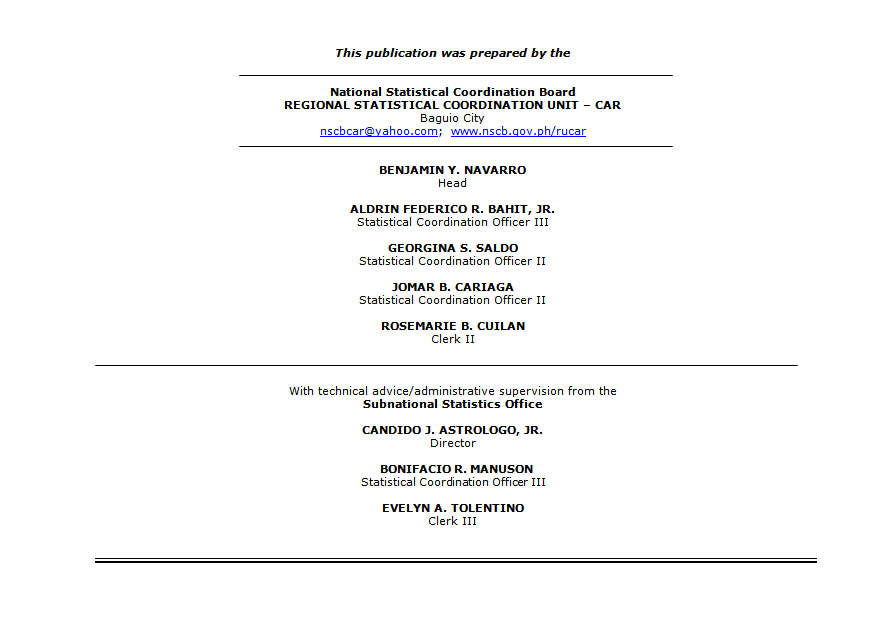 This publication was prepared by the
National Statistical Coordination Board
REGIONAL STATISTICAL COORDINATION UNIT – CAR
Baguio City
nscbcar@yahoo.com;  www.nscb.gov.ph/rucar
BENJAMIN Y. NAVARRO
Head
ALDRIN FEDERICO R. BAHIT, JR.
Statistical Coordination Officer III
GEORGINA S. SALDO
Statistical Coordination Officer II
JOMAR B. CARIAGA
Statistical Coordination Officer II
ROSEMARIE B. CUILAN
Clerk II
With technical advice/administrative supervision from the
Subnational Statistics Office
CANDIDO J. ASTROLOGO, JR.
Director
BONIFACIO R. MANUSON
Statistical Coordination Officer III
EVELYN A. TOLENTINO
Clerk III